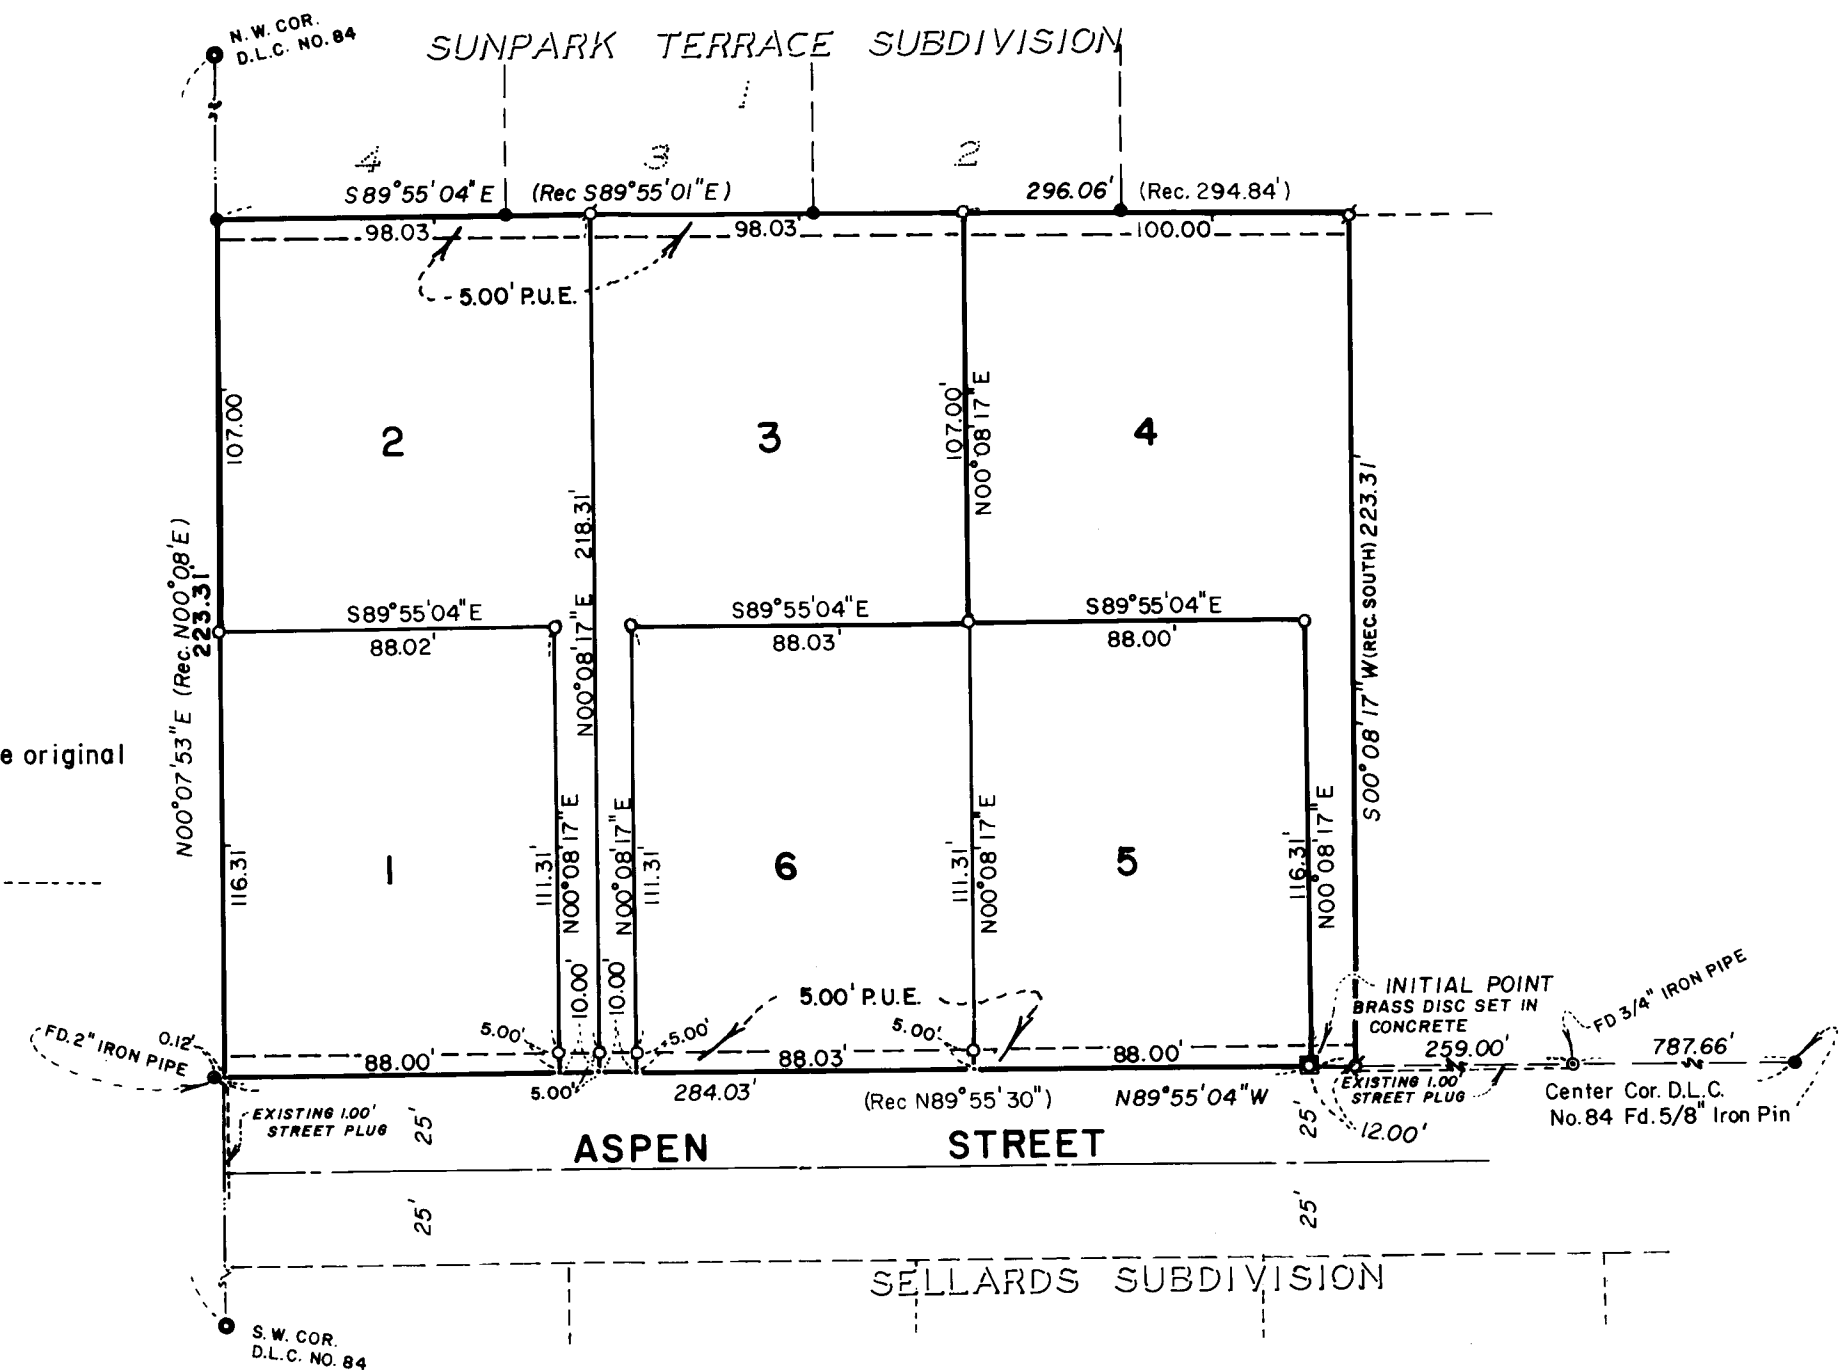 N.W. COR.
D.L.C. NO. 84
SUNPARK TERRACE SUBDIVISION
1
4
3
2
S89°55'04"E (Rec S89°55'01"E)
296.06' (Rec. 294.84')
98.03'
98.03'
100.00'
5.00' P.U.E.
107.00'
2
3
107.00'
N00°08'17"E
4
218.31'
N00°08'17"E
N00°07'53"E (Rec. N00°08'E)
223.31'
S00°08'17"W (REC. SOUTH) 223.31'
S89°55'04"E
88.02'
S89°55'04"E
88.03'
S89°55'04"E
88.00'
e original
116.31'
1
111.31'
N00°08'17"E
N00°08'17"E
111.31'
6
111.31'
N00°08'17"E
5
116.31'
N00°08'17"E
10.00'
10.00'
5.00' P.U.E.
INITIAL POINT
BRASS DISC SET IN
CONCRETE
FD 3/4" IRON PIPE
FD. 2" IRON PIPE
0.12'
5.00'
5.00'
5.00'
88.00'
88.03'
88.00'
259.00'
787.66'
5.00'
284.03'
(Rec N89°55'30")
N89°55'04"W
EXISTING 1.00'
STREET PLUG
Center Cor. D.L.C.
No. 84 Fd. 5/8" Iron Pin
12.00'
EXISTING 1.00'
STREET PLUG
25'
25'
ASPEN STREET
25'
25'
SELLARDS SUBDIVISION
S.W. COR.
D.L.C. NO. 84